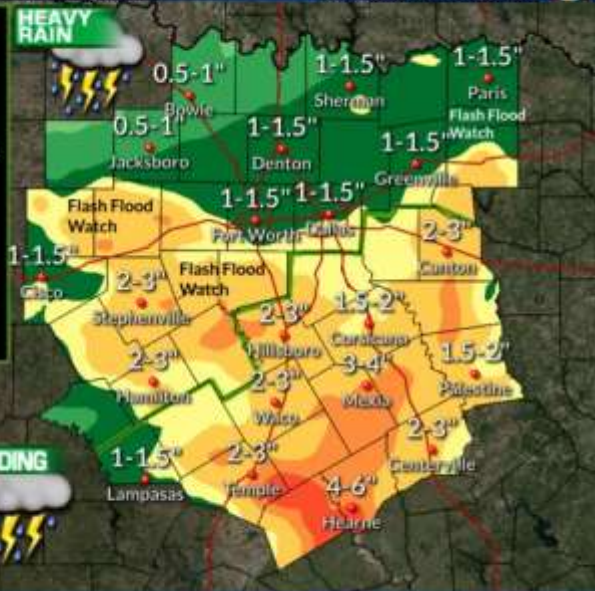 HEAVY
RAIN
0.5-1"
Bowie
1-1.5"
Sherman
1-1.5"
Paris
Flash Flood
Watch
0.5-1"
Jacksboro
1-1.5"
Denton
1-1.5"
Greenville
Flash Flood
Watch
1-1.5"
Fort Worth
1-1.5"
Dallas
2-3"
Canton
1-1.5"
Cisco
2-3"
Stephenville
Flash Flood
Watch
2-3"
Hillsboro
1.5-2"
Corsicana
2-3"
Hamilton
2-3"
Waco
3-4"
Mexia
1.5-2"
Palestine
1-1.5"
Lampasas
2-3"
Temple
2-3"
Centerville
4-6"
Hearne
DING